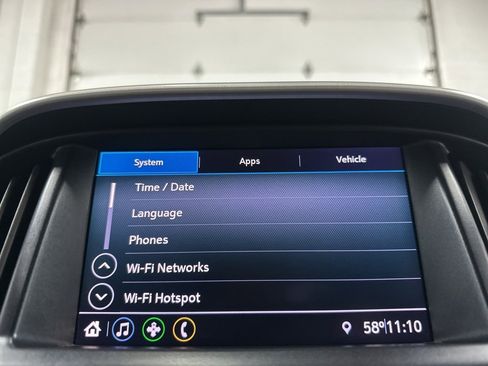 System Apps Vehicle
Time / Date
Language
Phones
Wi-Fi Networks
Wi-Fi Hotspot
58° 11:10